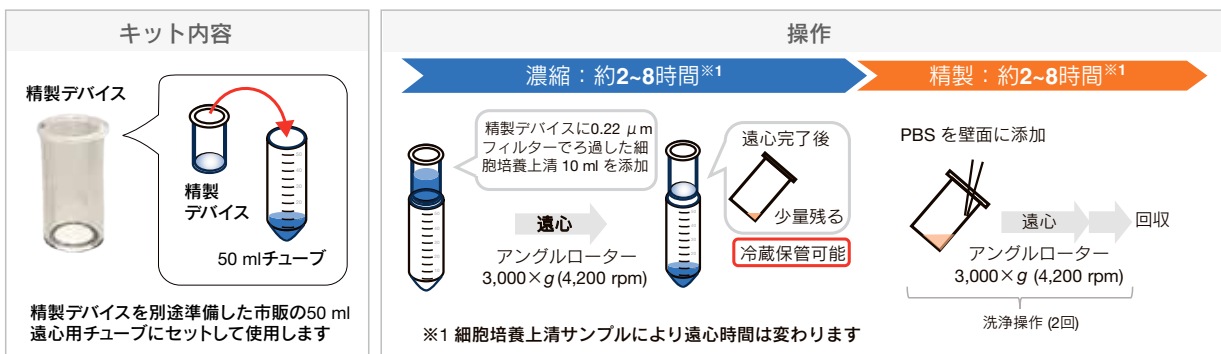 キット内容
精製デバイス
精製
デバイス
50 mlチューブ
精製デバイスを別途準備した市販の50 ml
遠心用チューブにセットして使用します
操作
濃縮：約2~8時間※1
精製：約2~8時間※1
精製デバイスに0.22 μm
フィルターでろ過した細
胞培養上清 10 ml を添加
遠心
アングルローター
3,000×g (4,200 rpm)
遠心完了後
少量残る
冷蔵保管可能
PBS を壁面に添加
遠心
回収
アングルローター
3,000×g (4,200 rpm)
洗浄操作 (2回)
※1 細胞培養上清サンプルにより遠心時間は変わります